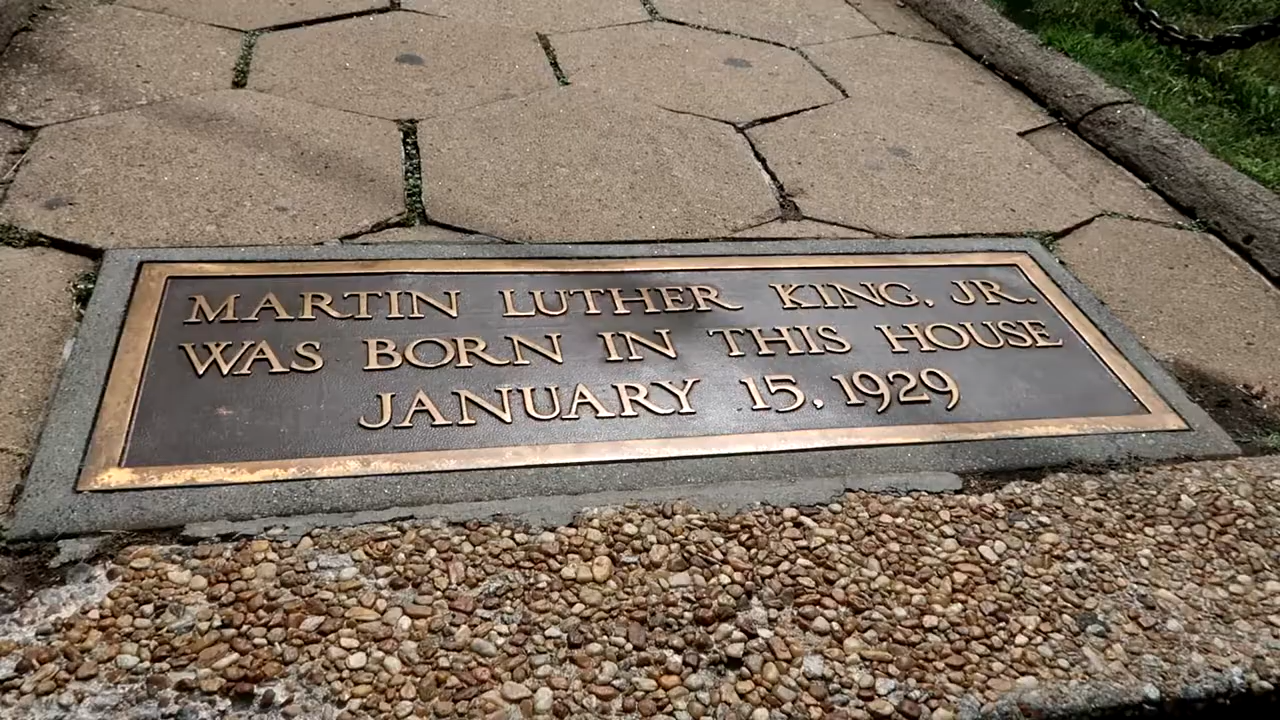 MARTIN LUTHER KING, JR.
WAS BORN IN THIS HOUSE
JANUARY 15, 1929